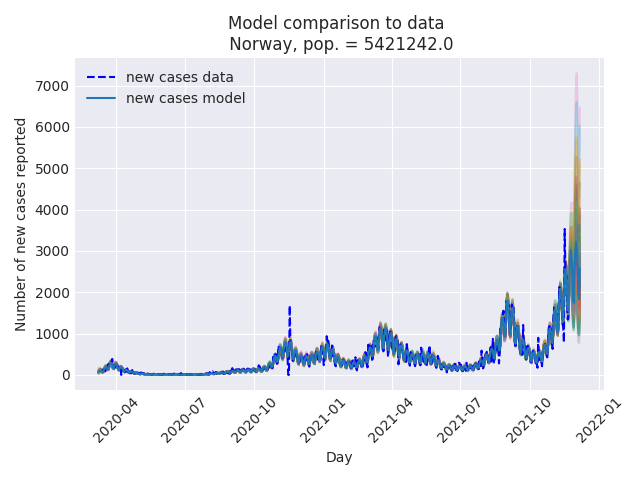 Model comparison to data
Norway, pop. = 5421242.0
new cases data
new cases model
Number of new cases reported
7000
6000
5000
4000
3000
2000
1000
0
2020-04
2020-07
2020-10
2021-01
2021-04
2021-07
2021-10
2022-01
Day